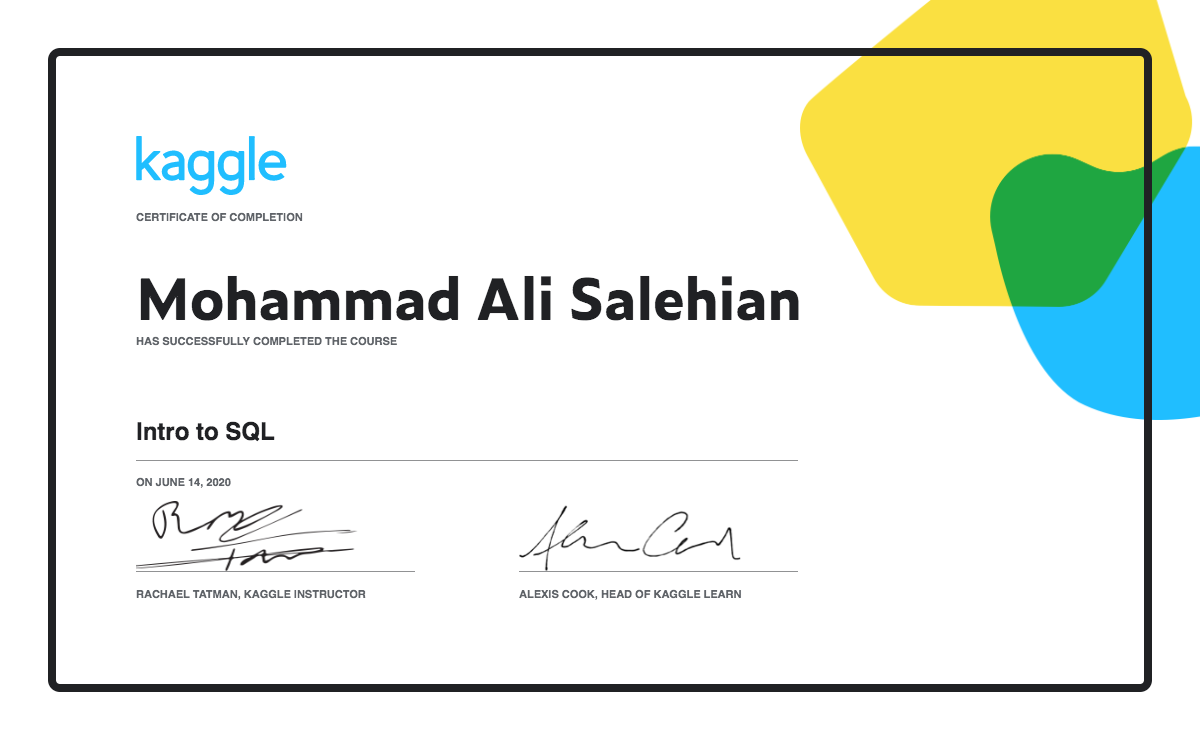 kaggle
CERTIFICATE OF COMPLETION
Mohammad Ali Salehian
HAS SUCCESSFULLY COMPLETED THE COURSE
Intro to SQL
ON JUNE 14, 2020
RACHAEL TATMAN, KAGGLE INSTRUCTOR
ALEXIS COOK, HEAD OF KAGGLE LEARN